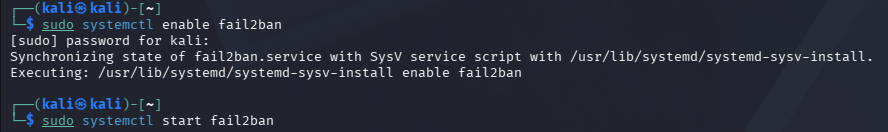 ┌──(kali㉿kali)-[~]
└─$ sudo systemctl enable fail2ban
[sudo] password for kali:
Synchronizing state of fail2ban.service with SysV service script with /usr/lib/systemd/systemd-sysv-install.
Executing: /usr/lib/systemd/systemd-sysv-install enable fail2ban
┌──(kali㉿kali)-[~]
└─$ sudo systemctl start fail2ban